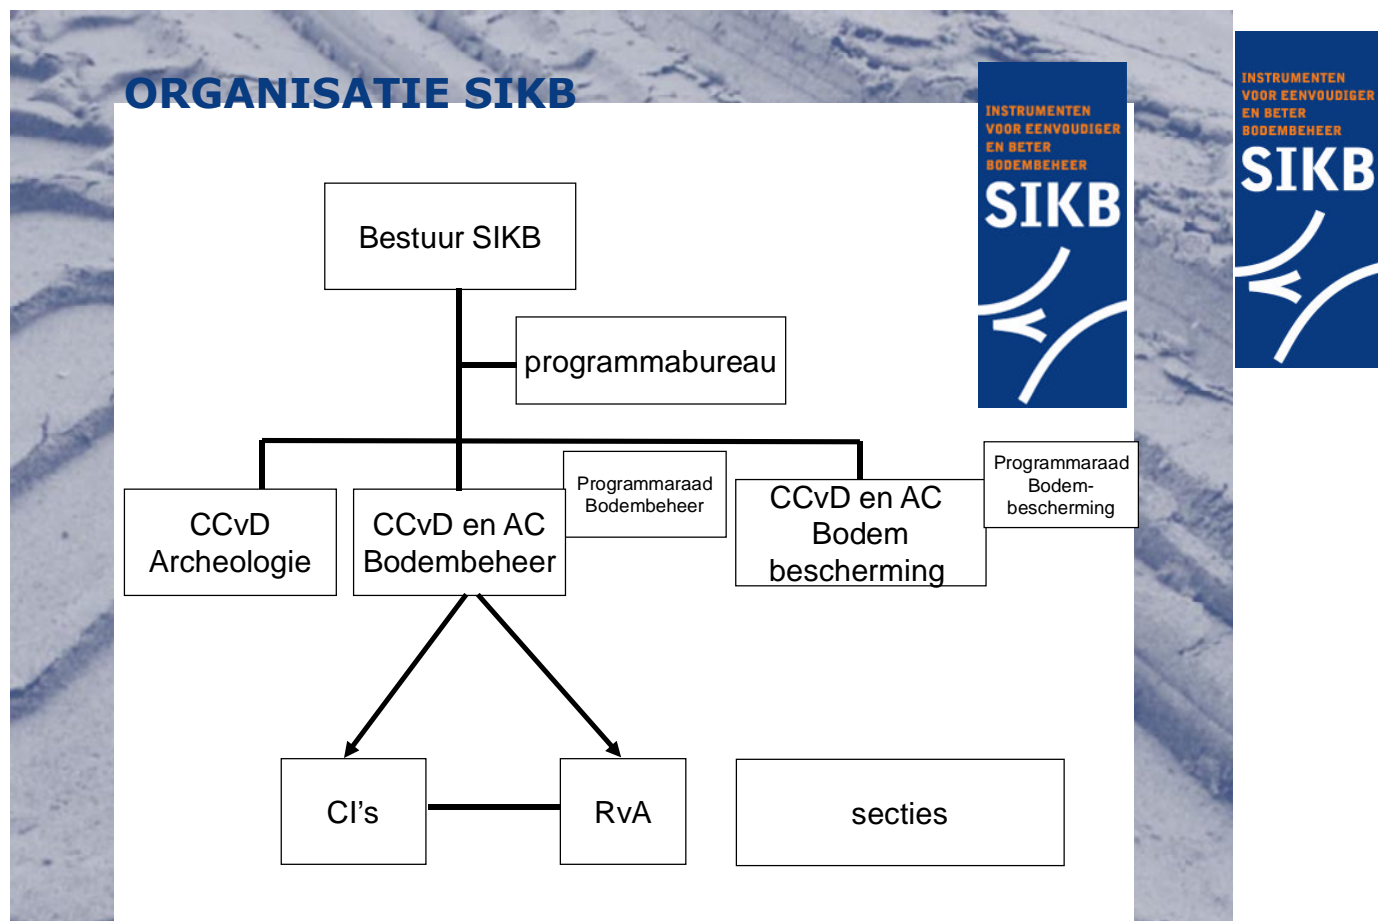 ORGANISATIE SIKB
INSTRUMENTEN
VOOR EENVOUDIGER
EN BETER
BODEMBEHEER
SIKB
INSTRUMENTEN
VOOR EENVOUDIGER
EN BETER
BODEMBEHEER
SIKB
Bestuur SIKB
programmabureau
CCvD
Archeologie
CCvD en AC
Bodembeheer
Programmaraad
Bodembeheer
CCvD en AC
Bodem
bescherming
Programmaraad
Bodem-
bescherming
CI's
RvA
secties